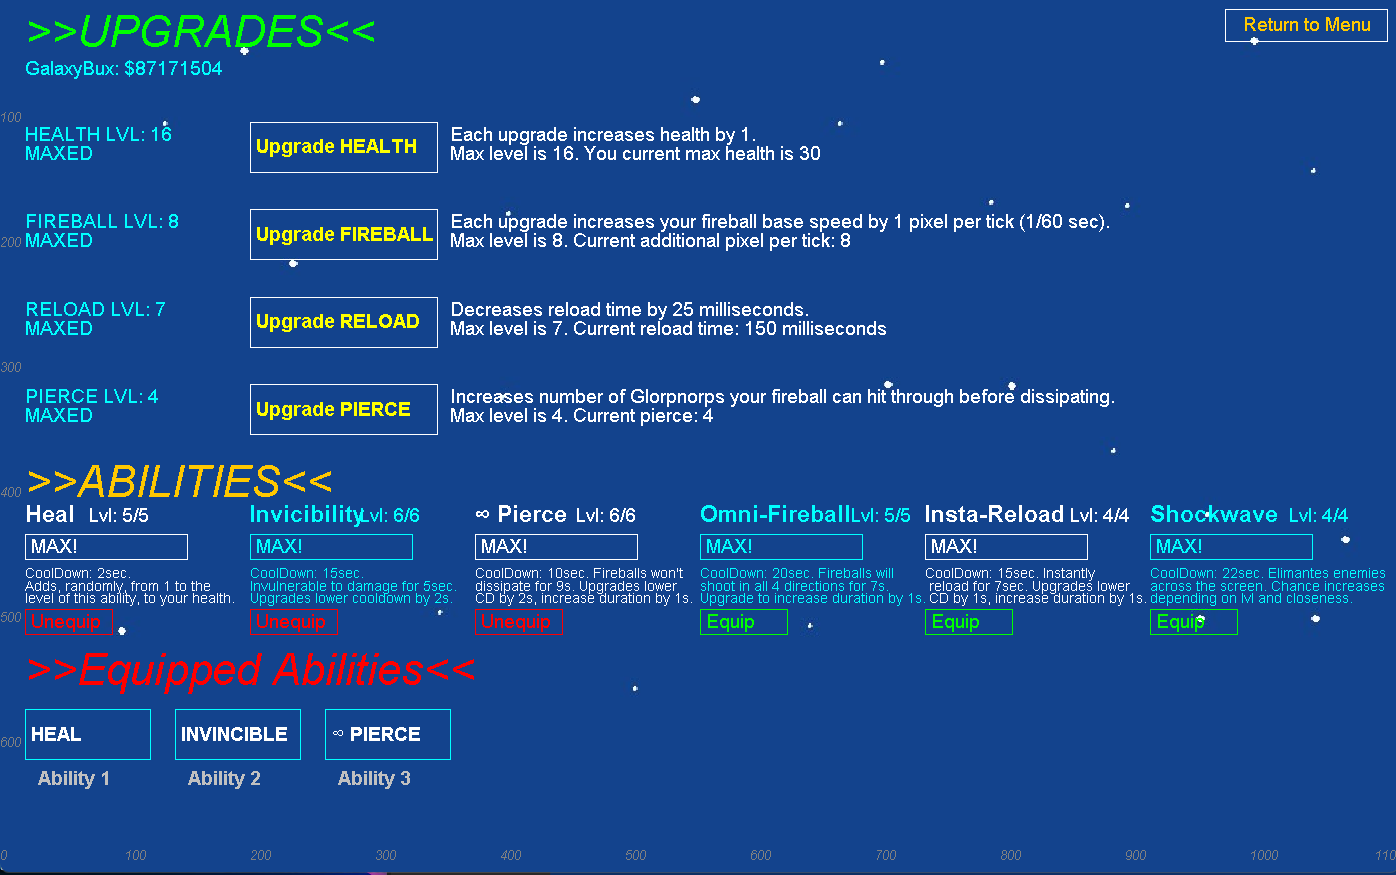 >>UPGRADES<<
Return to Menu
GalaxyBux: $87171504
100
HEALTH LVL: 16
MAXED
Upgrade HEALTH
Each upgrade increases health by 1.
Max level is 16. You current max health is 30
FIREBALL LVL: 8
200
MAXED
Upgrade FIREBALL
Each upgrade increases your fireball base speed by 1 pixel per tick (1/60 sec).
Max level is 8. Current additional pixel per tick: 8
RELOAD LVL: 7
MAXED
Upgrade RELOAD
Decreases reload time by 25 milliseconds.
Max level is 7. Current reload time: 150 milliseconds
300
PIERCE LVL: 4
MAXED
Upgrade PIERCE
Increases number of Glorpnorps your fireball can hit through before dissipating.
Max level is 4. Current pierce: 4
>>ABILITIES<<
400
Heal Lvl: 5/5
MAX!
CoolDown: 2sec.
Adds, randomly, from 1 to the
level of this ability, to your health.
Unequip
Invicibility Lvl: 6/6
MAX!
CoolDown: 15sec.
Invulnerable to damage for 5sec.
Upgrades lower cooldown by 2s.
Unequip
∞ Pierce Lvl: 6/6
MAX!
CoolDown: 10sec. Fireballs won't
dissipate for 9s. Upgrades lower
CD by 2s, increase duration by 1s.
Unequip
Omni-Fireball Lvl: 5/5
MAX!
CoolDown: 20sec. Fireballs will
shoot in all 4 directions for 7s.
Upgrade to increase duration by 1s.
Equip
Insta-Reload Lvl: 4/4
MAX!
CoolDown: 15sec. Instantly
reload for 7sec. Upgrades lower
CD by 1s, increase duration by 1s.
Equip
Shockwave Lvl: 4/4
MAX!
CoolDown: 22sec. Elimantes enemies
across the screen. Chance increases
depending on lvl and closeness.
Equip
500
>>Equipped Abilities<<
HEAL
INVINCIBLE
∞ PIERCE
600
Ability 1
Ability 2
Ability 3
0 100 200 300 400 500 600 700 800 900 1000 110